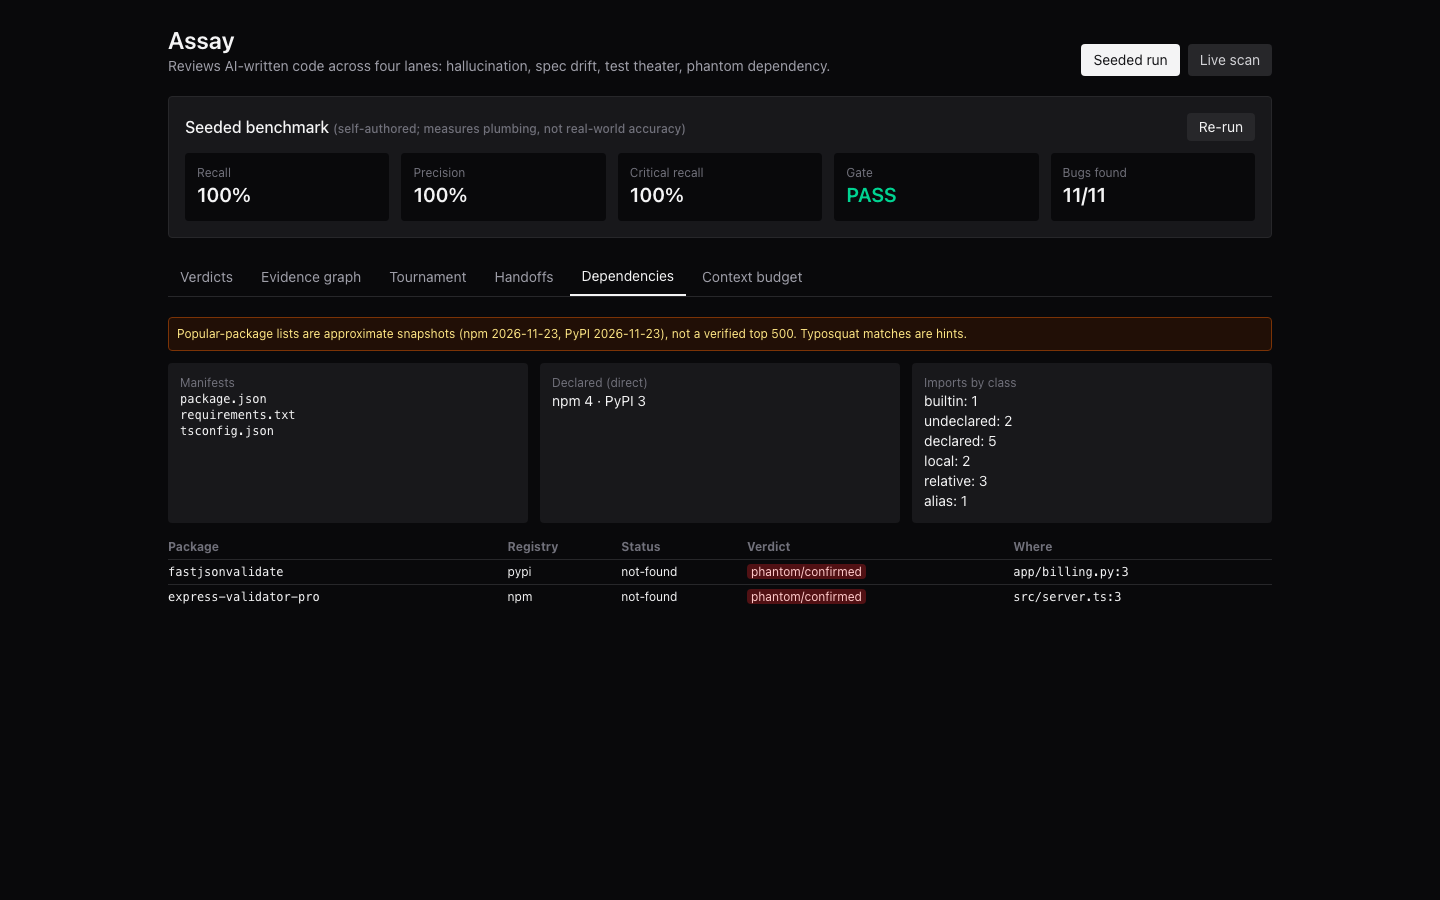 Assay
Reviews AI-written code across four lanes: hallucination, spec drift, test theater, phantom dependency.
Seeded run
Live scan
Seeded benchmark (self-authored; measures plumbing, not real-world accuracy)
Re-run
Recall
100%
Precision
100%
Critical recall
100%
Gate
PASS
Bugs found
11/11
Verdicts
Evidence graph
Tournament
Handoffs
Dependencies
Context budget
Popular-package lists are approximate snapshots (npm 2026-11-23, PyPI 2026-11-23), not a verified top 500. Typosquat matches are hints.
Manifests
package.json
requirements.txt
tsconfig.json
Declared (direct)
npm 4 · PyPI 3
Imports by class
builtin: 1
undeclared: 2
declared: 5
local: 2
relative: 3
alias: 1
Package Registry Status Verdict Where
fastjsonvalidate pypi not-found phantom/confirmed app/billing.py:3
express-validator-pro npm not-found phantom/confirmed src/server.ts:3